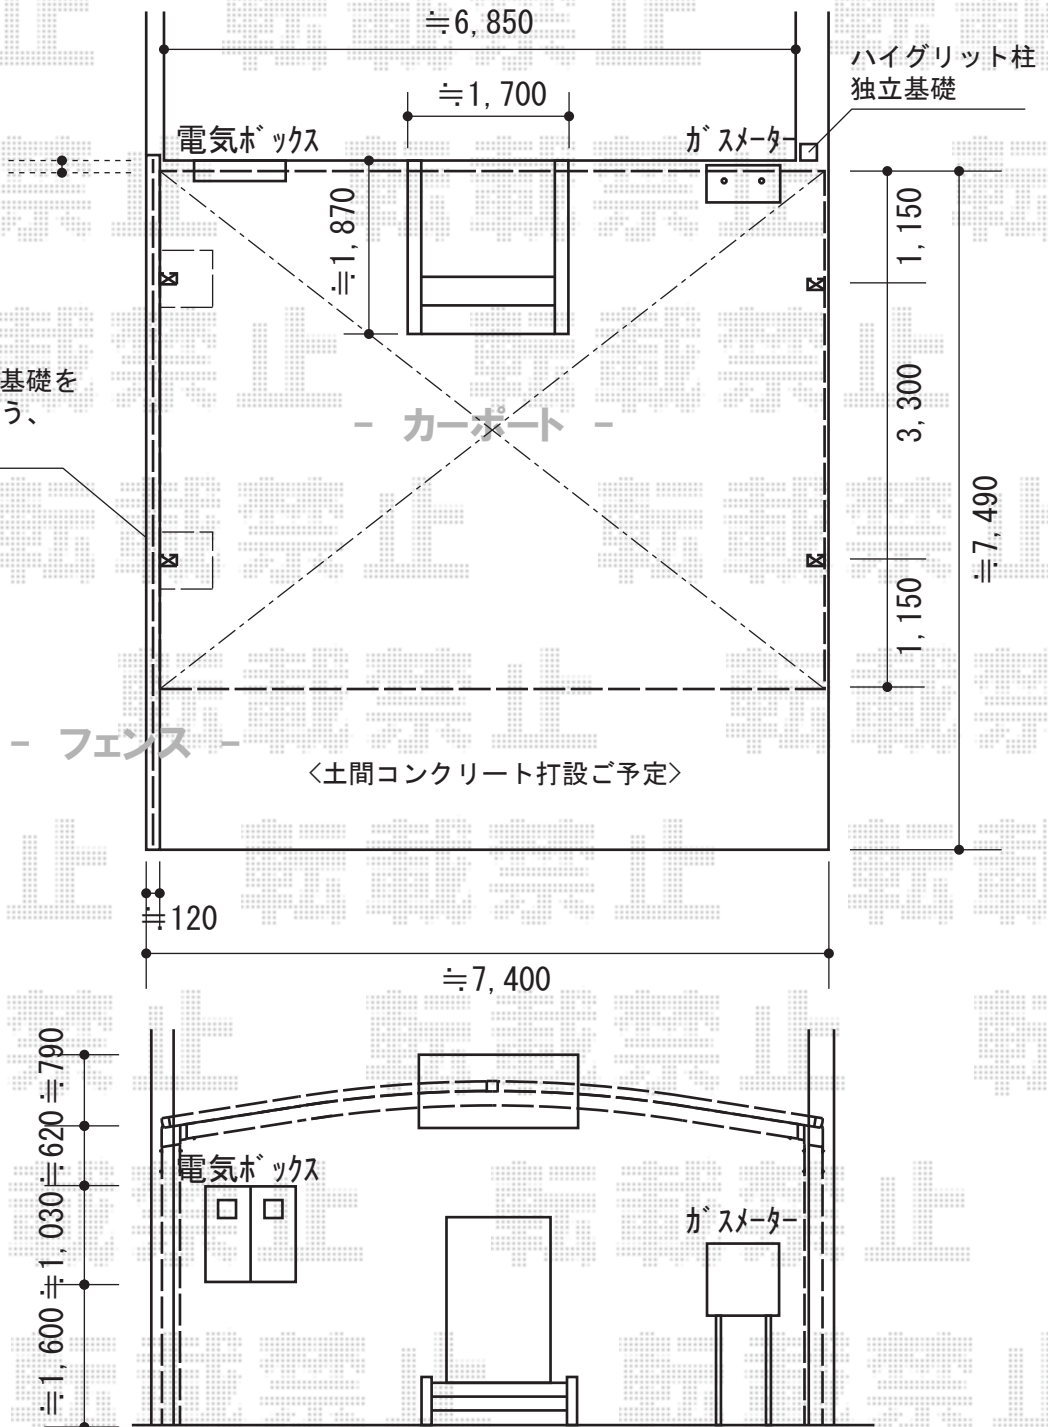 ≒6,850
ハイグリット柱
独立基礎
≒1,700
電気ボックス
ガスメーター
≒1,870
1,150
3,300
1,150
≒7,490
基礎を
う、
- カーポート -
- フェンス -
<土間コンクリート打設ご予定>
≒120
≒7,400
≒790
≒620
≒1,030
≒1,600
電気ボックス
ガスメーター
転載禁止